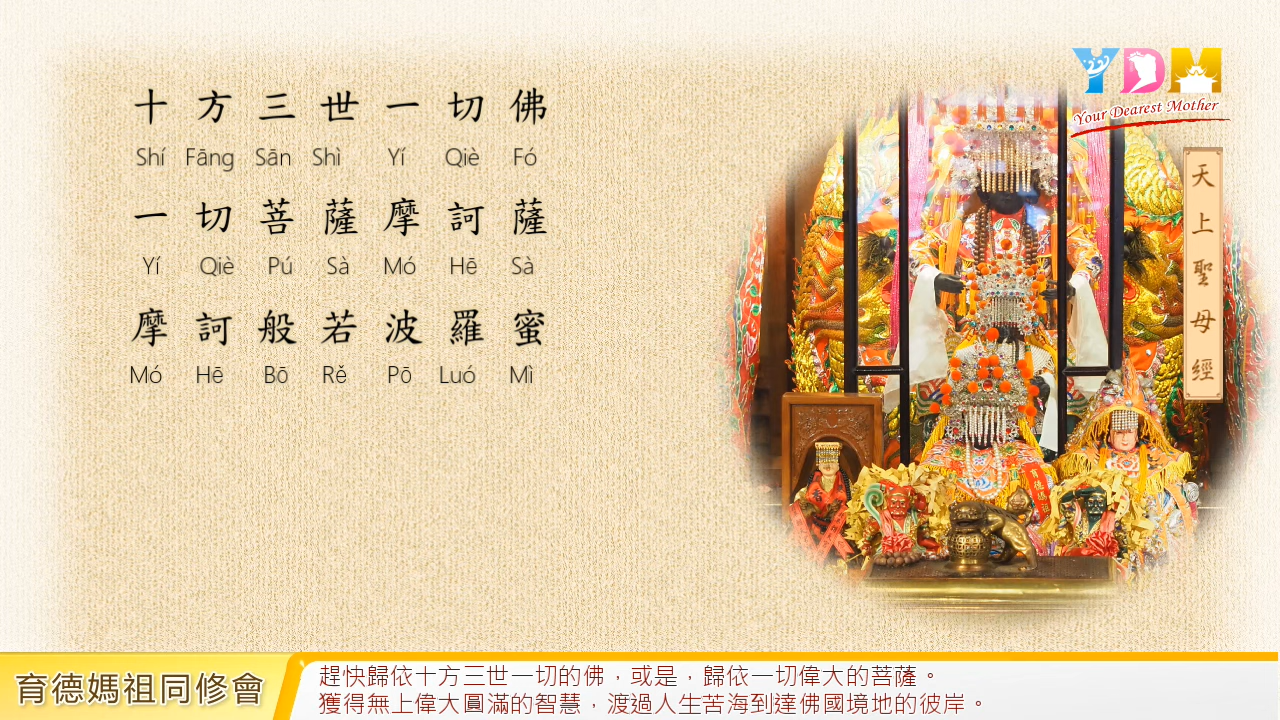 十方三世一切佛
Shí Fāng Sān Shì Yí Qiè Fó
一切菩薩摩訶薩
Yí Qiè Pú Sà Mó Hē Sà
摩訶般若波羅蜜
Mó Hē Bō Rě Pō Luó Mì
YDM
Your Dearest Mother
天上聖母經
育德媽祖同修會
趕快歸依十方三世一切的佛，或是，歸依一切偉大的菩薩。
獲得無上偉大圓滿的智慧，渡過人生苦海到達佛國境地的彼岸。